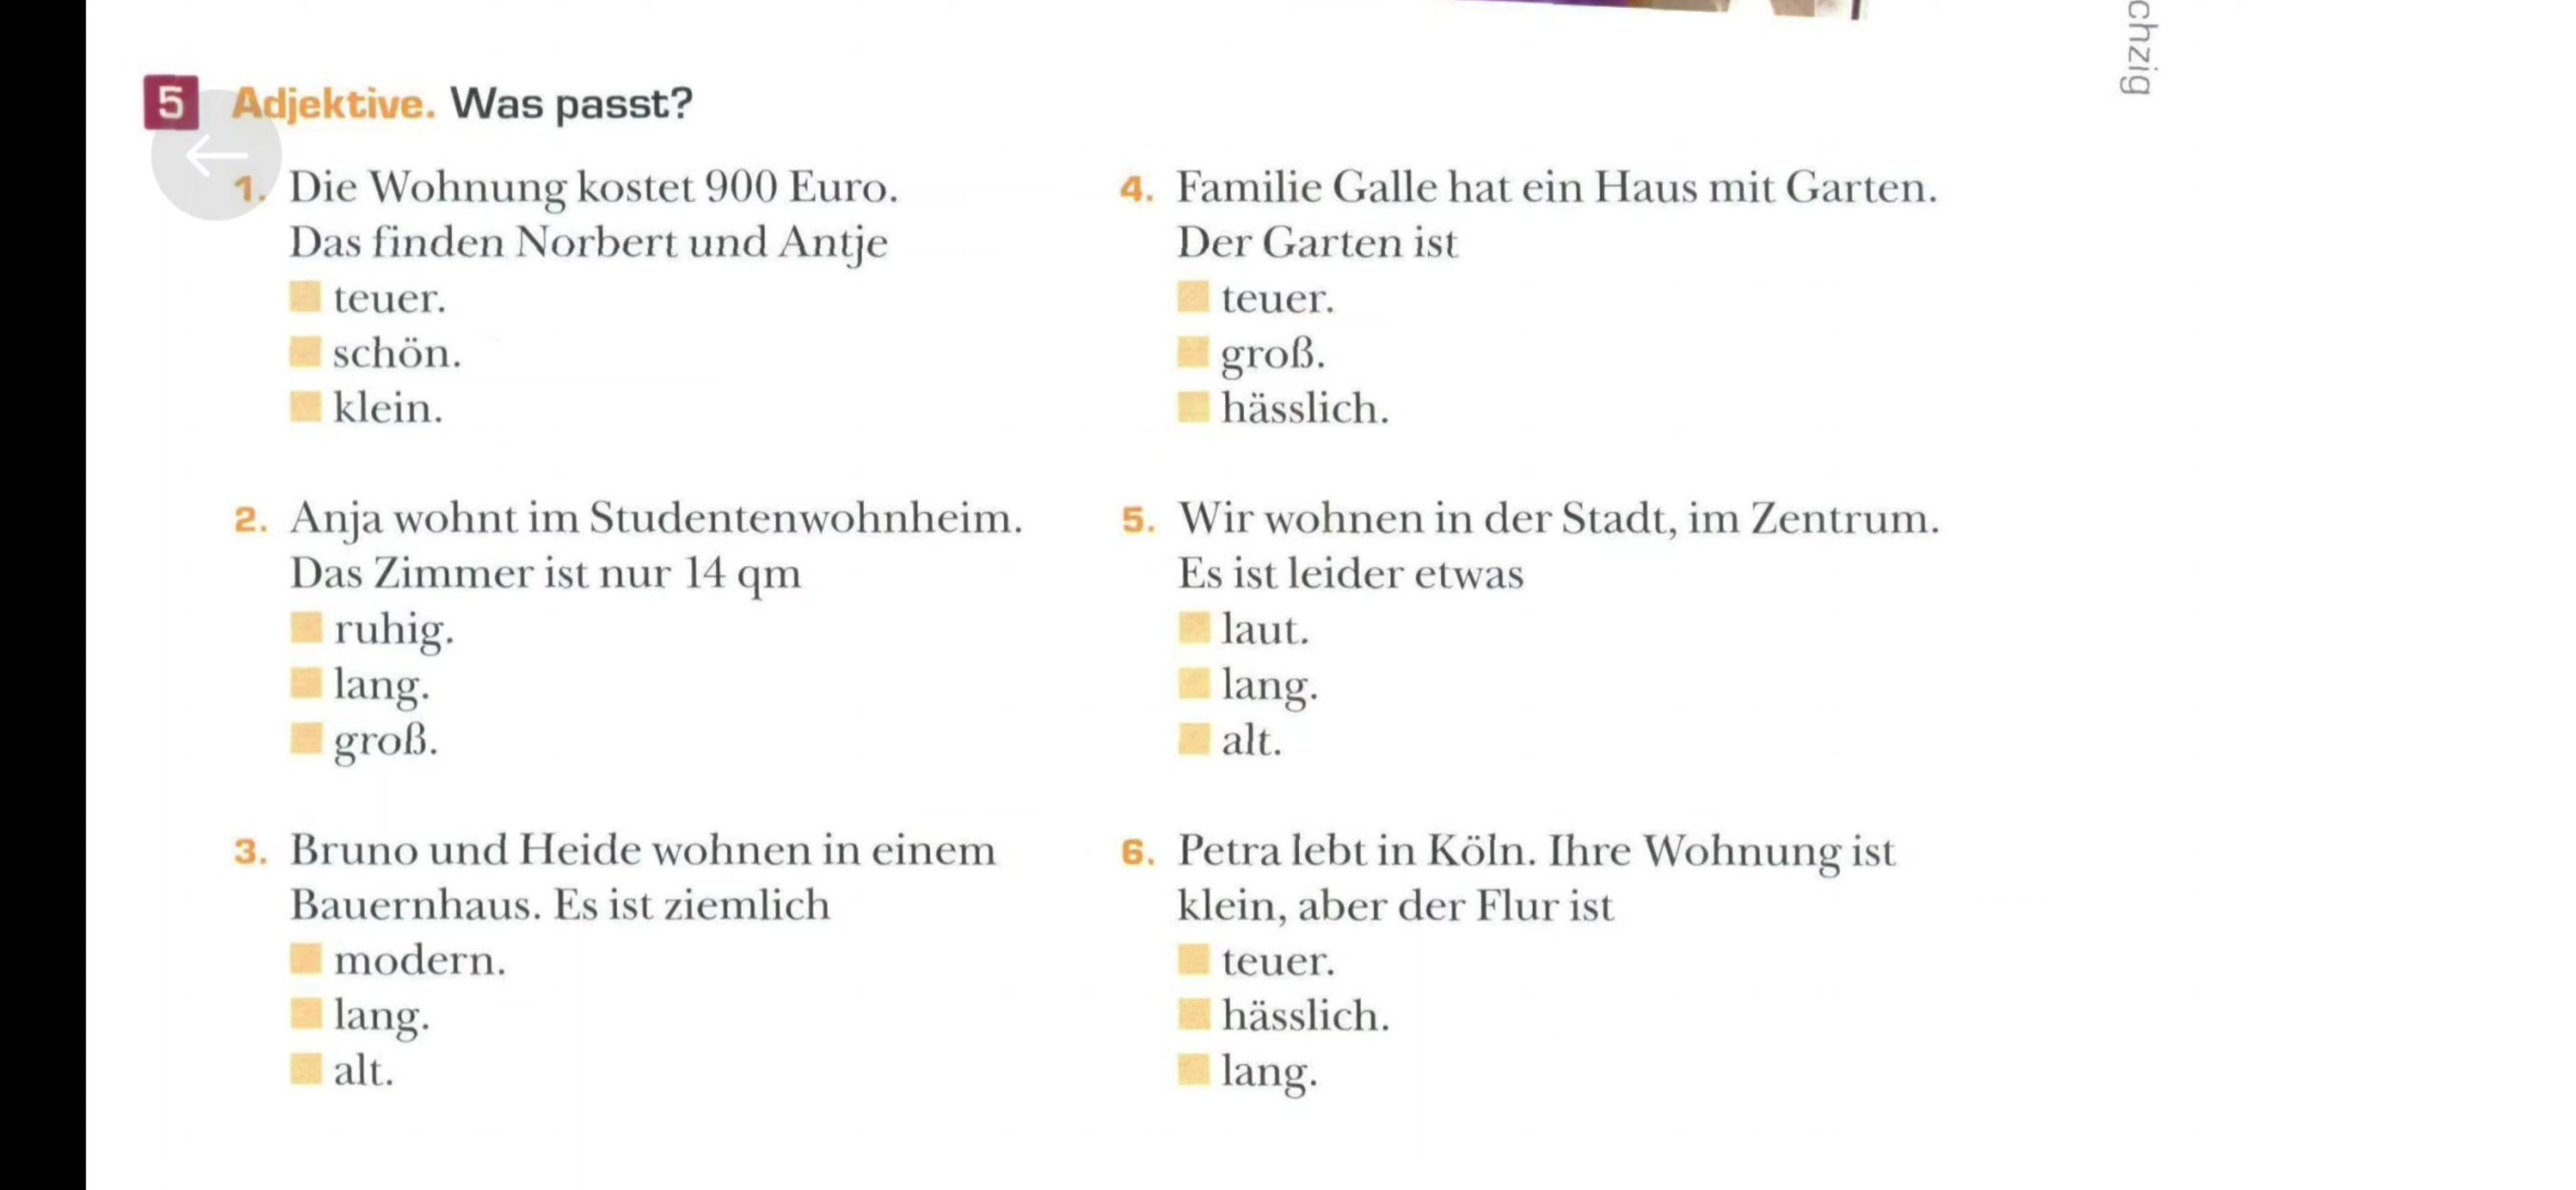 chzig
5 Adjektive. Was passt?
1. Die Wohnung kostet 900 Euro.
Das finden Norbert und Antje
teuer.
schön.
klein.
2. Anja wohnt im Studentenwohnheim.
Das Zimmer ist nur 14 qm
ruhig.
lang.
groß.
3. Bruno und Heide wohnen in einem
Bauernhaus. Es ist ziemlich
modern.
lang.
alt.
4. Familie Galle hat ein Haus mit Garten.
Der Garten ist
teuer.
groß.
hässlich.
5. Wir wohnen in der Stadt, im Zentrum.
Es ist leider etwas
laut.
lang.
alt.
6. Petra lebt in Köln. Ihre Wohnung ist
klein, aber der Flur ist
teuer.
hässlich.
lang.